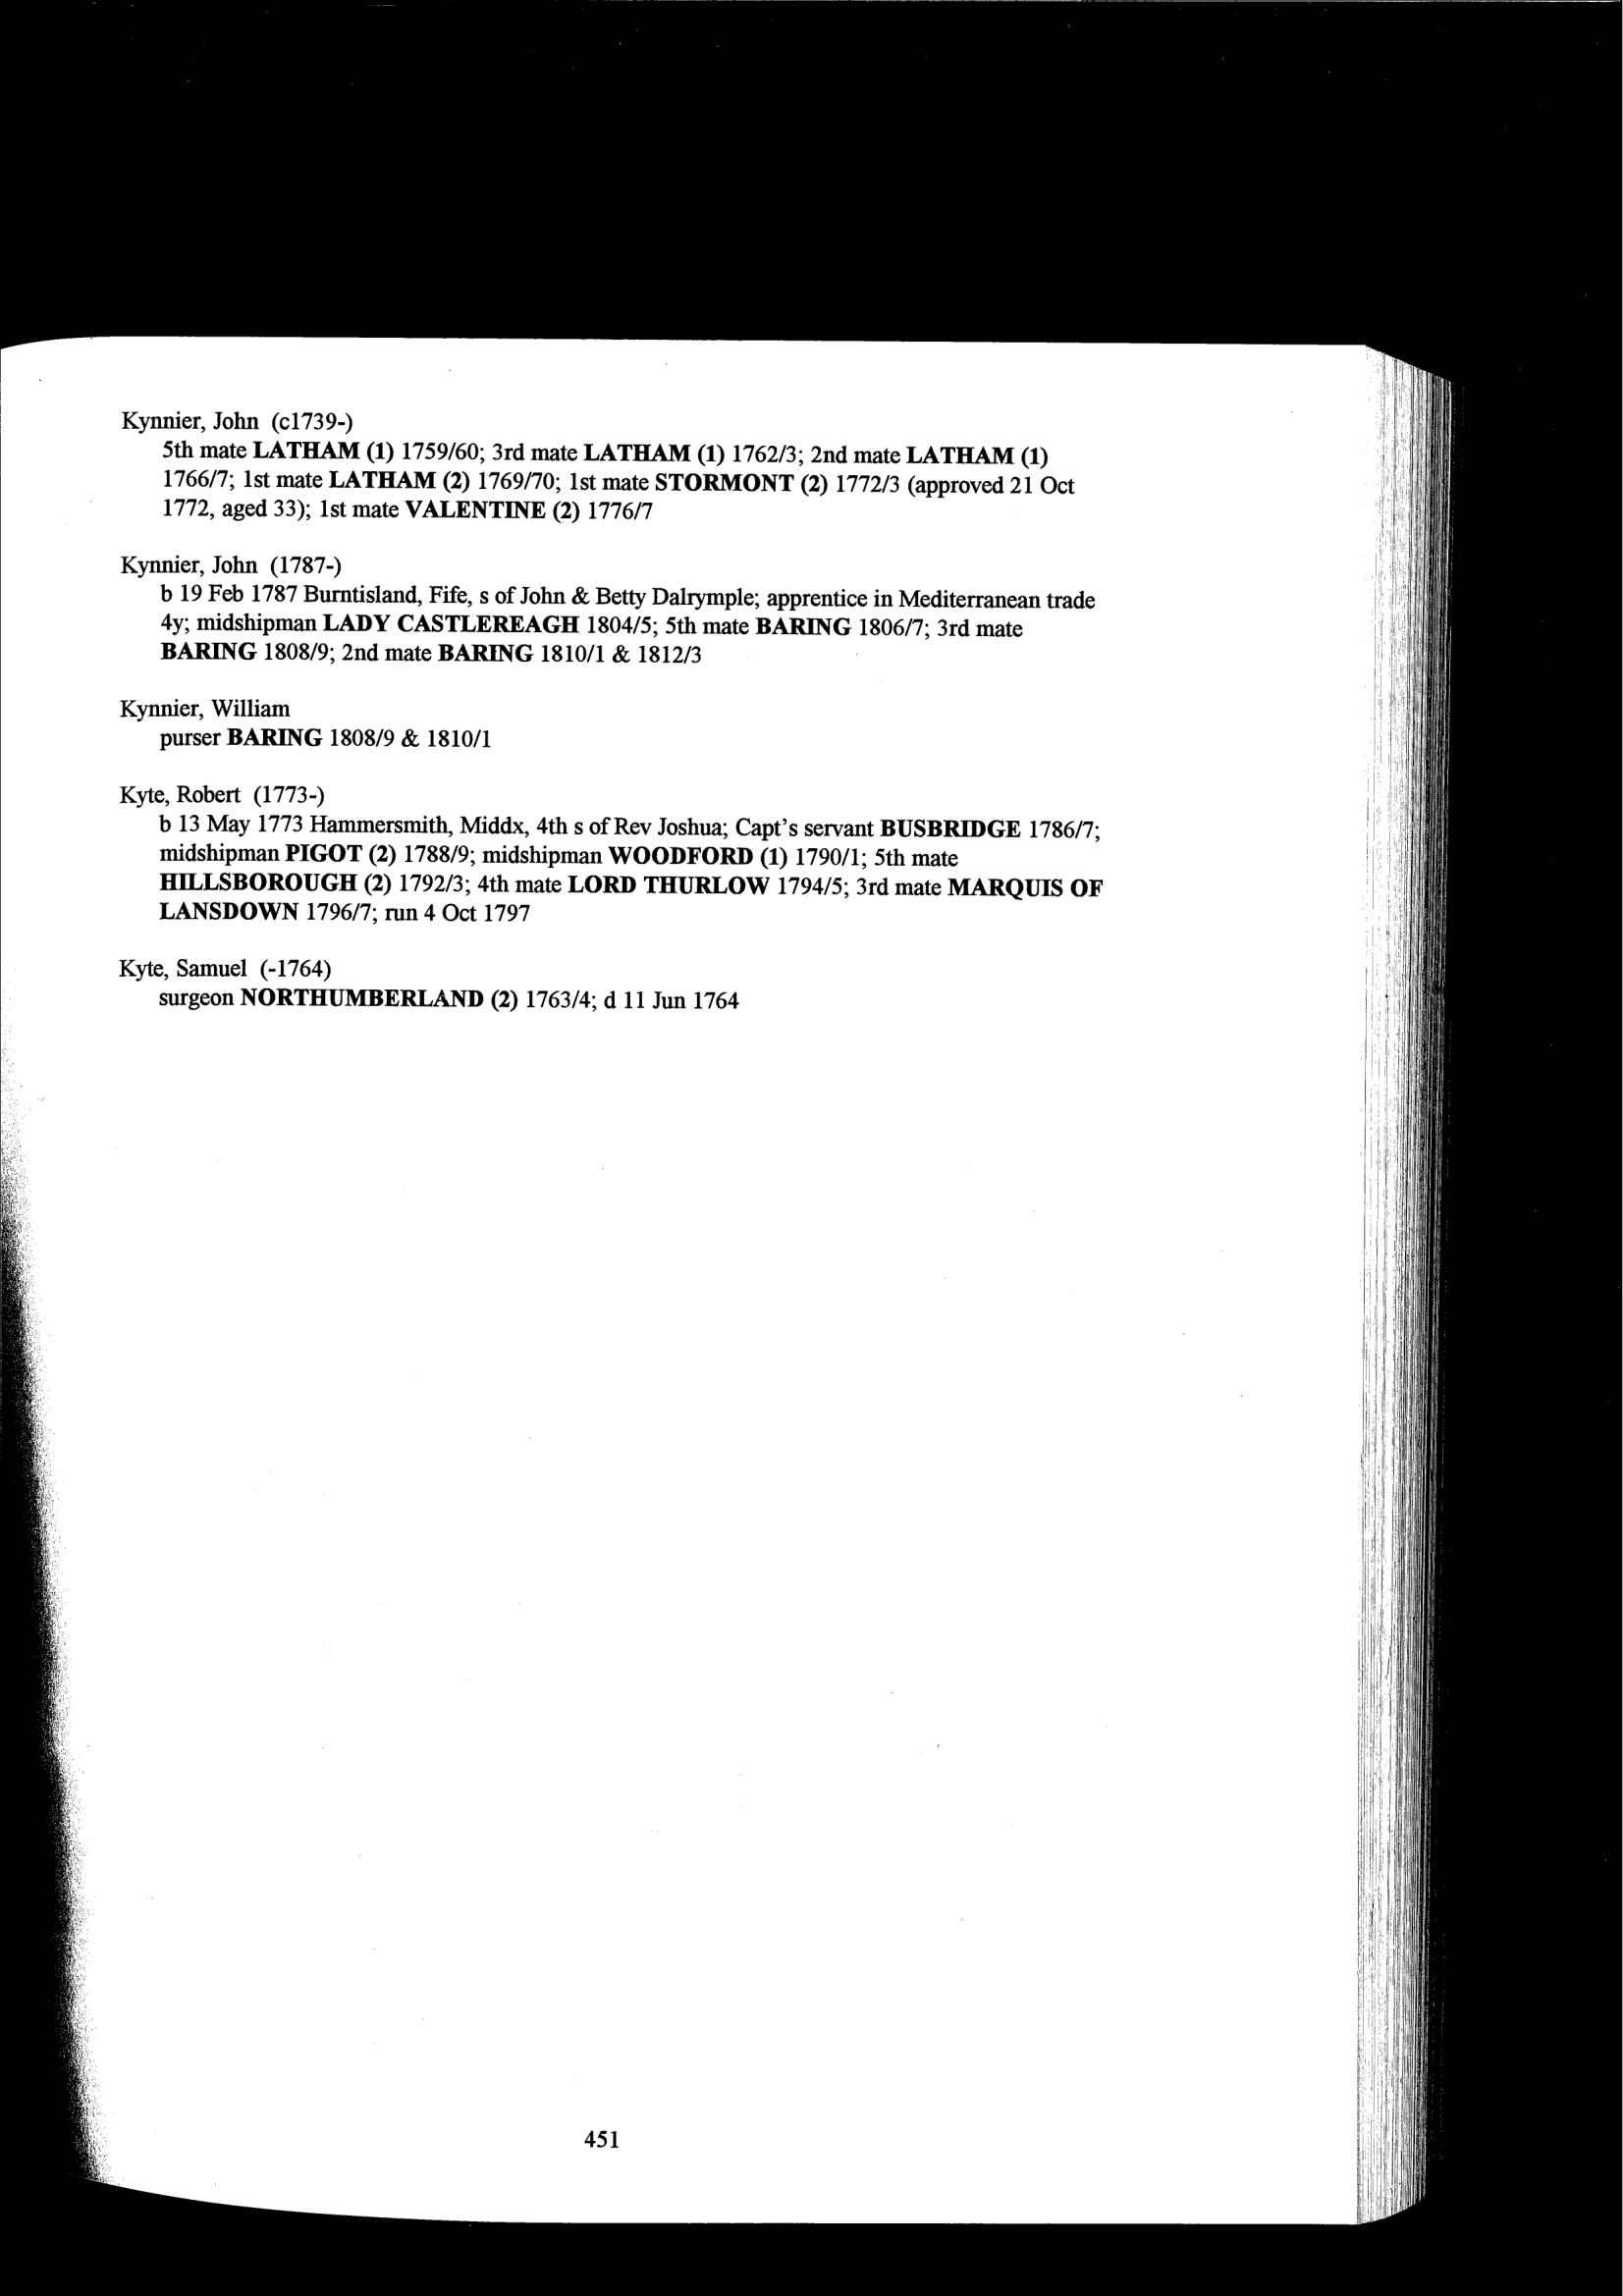 Kynnier, John (c1739-)
5th mate LATHAM (1) 1759/60; 3rd mate LATHAM (1) 1762/3; 2nd mate LATHAM (1)
1766/7; 1st mate LATHAM (2) 1769/70; 1st mate STORMONT (2) 1772/3 (approved 21 Oct
1772, aged 33); 1st mate VALENTINE (2) 1776/7
Kynnier, John (1787-)
b 19 Feb 1787 Burntisland, Fife, s of John & Betty Dalrymple; apprentice in Mediterranean trade
4y; midshipman LADY CASTLEREAGH 1804/5; 5th mate BARING 1806/7; 3rd mate
BARING 1808/9; 2nd mate BARING 1810/1 & 1812/3
Kynnier, William
purser BARING 1808/9 & 1810/1
Kyte, Robert (1773-)
b 13 May 1773 Hammersmith, Middx, 4th s of Rev Joshua; Capt's servant BUSBRIDGE 1786/7;
midshipman PIGOT (2) 1788/9; midshipman WOODFORD (1) 1790/1; 5th mate
HILLSBOROUGH (2) 1792/3; 4th mate LORD THURLOW 1794/5; 3rd mate MARQUIS OF
LANSDOWN 1796/7; run 4 Oct 1797
Kyte, Samuel (-1764)
surgeon NORTHUMBERLAND (2) 1763/4; d 11 Jun 1764
451